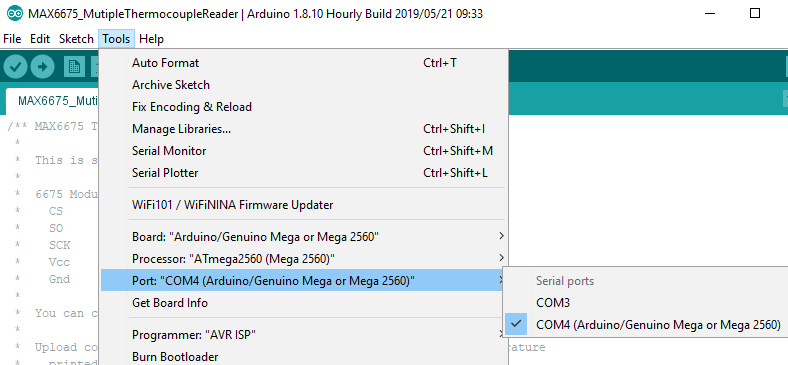 MAX6675_MutipleThermocoupleReader | Arduino 1.8.10 Hourly Build 2019/05/21 09:33
File Edit Sketch Tools Help
Auto Format Ctrl+T
Archive Sketch
MAX6675_Muti
Fix Encoding & Reload
/** MAX6675 T
Manage Libraries... Ctrl+Shift+I
*
* This is s
Serial Monitor Ctrl+Shift+M
*
Serial Plotter Ctrl+Shift+L
* 6675 Modu
* CS
WiFi101 / WiFiNINA Firmware Updater
* SO
Board: "Arduino/Genuino Mega or Mega 2560"
* SCK
Processor: "ATmega2560 (Mega 2560)"
* Vcc
Port: "COM4 (Arduino/Genuino Mega or Mega 2560)"
Serial ports
* Gnd
Get Board Info
COM3
*
* You can c
COM4 (Arduino/Genuino Mega or Mega 2560)
*
Programmer: "AVR ISP"
* Upload co
ature
Burn Bootloader
* printed